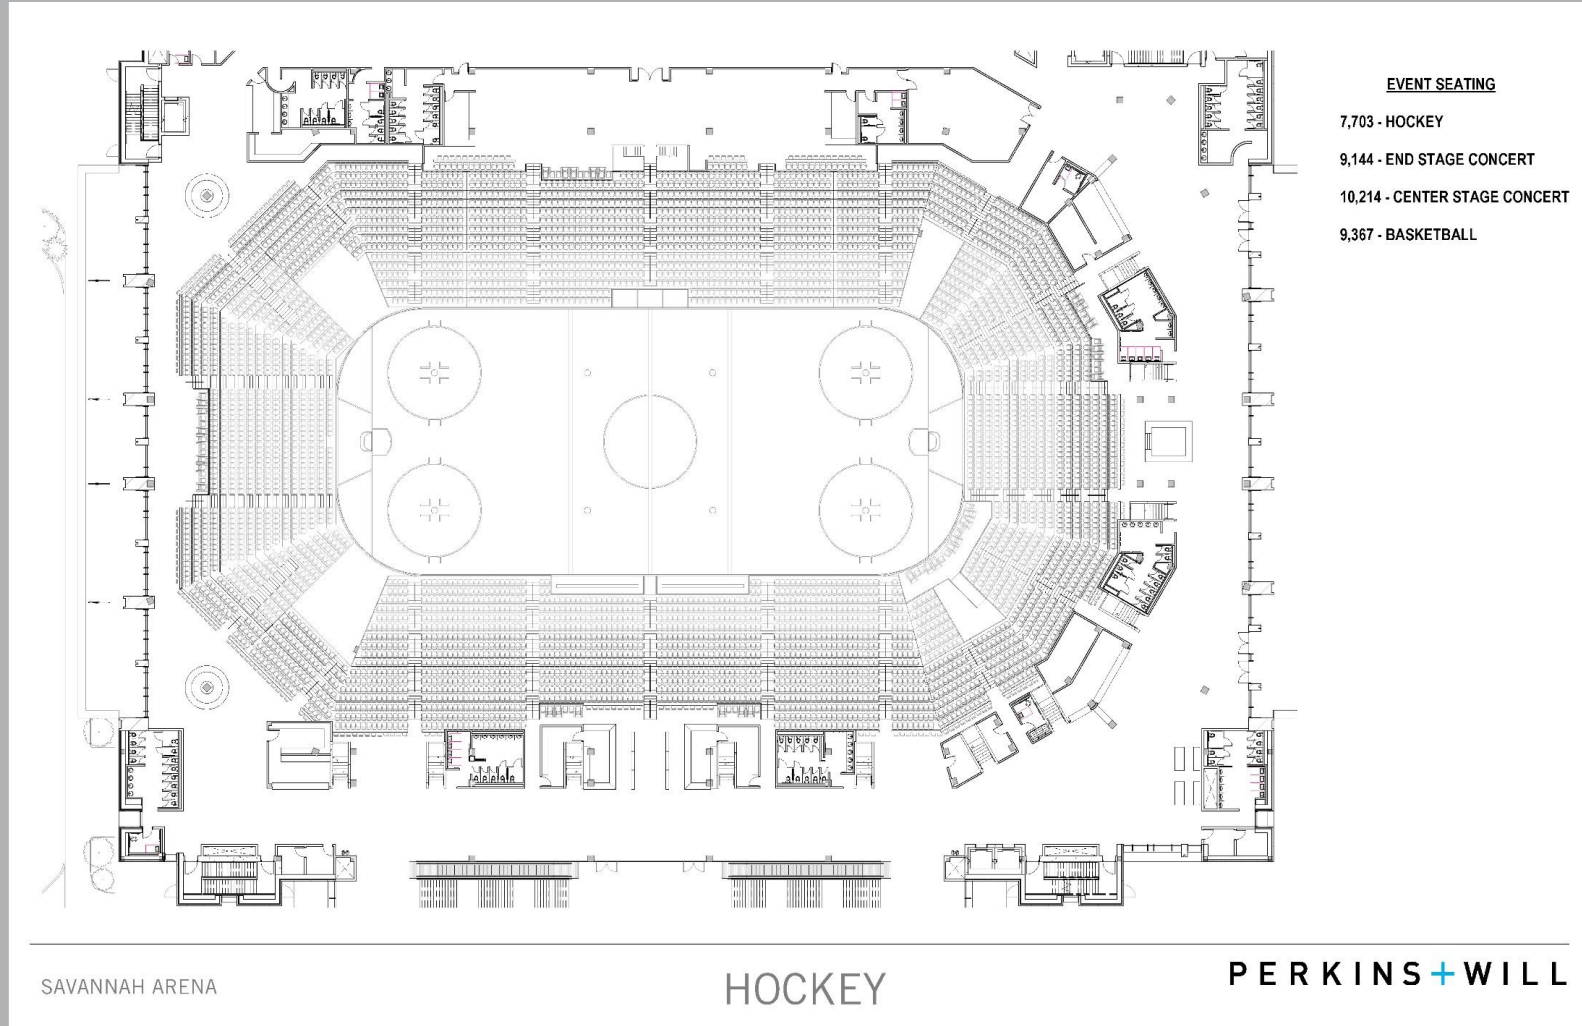 EVENT SEATING
7,703 - HOCKEY
9,144 - END STAGE CONCERT
10,214 - CENTER STAGE CONCERT
9,367 - BASKETBALL
SAVANNAH ARENA
HOCKEY
PERKINS+WILL